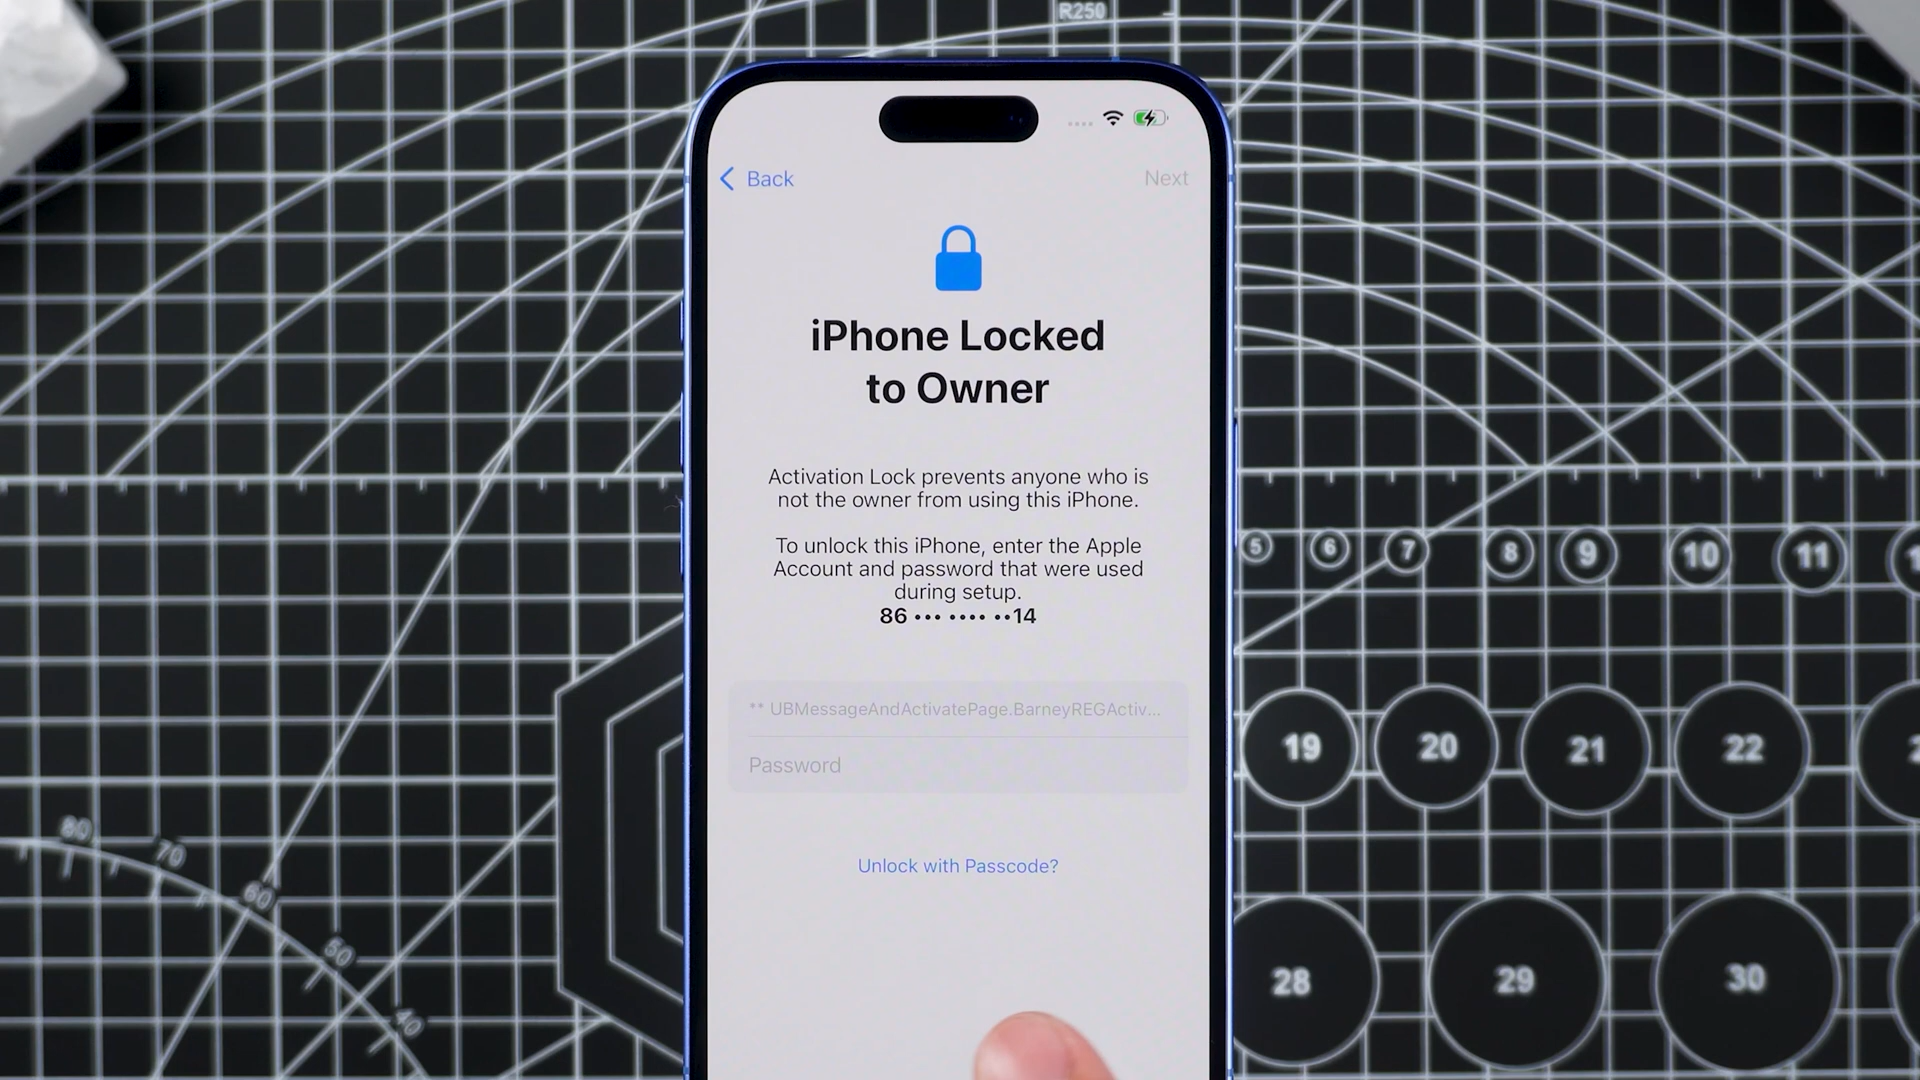 R250
Back
Next
iPhone Locked
to Owner
Activation Lock prevents anyone who is
not the owner from using this iPhone.
To unlock this iPhone, enter the Apple
Account and password that were used
during setup.
86 ••• •••• ••14
** UBMessageAndActivatePage.BarneyREGActiv...
Password
Unlock with Passcode?
5 6 7 8 9 10 11
19 20 21 22
28 29 30
80 70 60 50 40